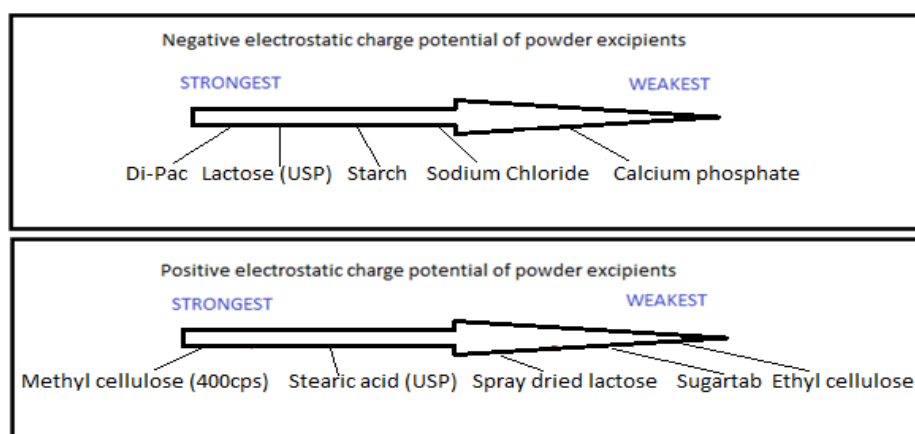 Negative electrostatic charge potential of powder excipients
STRONGEST WEAKEST
Di-Pac Lactose (USP) Starch Sodium Chloride Calcium phosphate
Positive electrostatic charge potential of powder excipients
STRONGEST WEAKEST
Methyl cellulose (400cps) Stearic acid (USP) Spray dried lactose Sugartab Ethyl cellulose